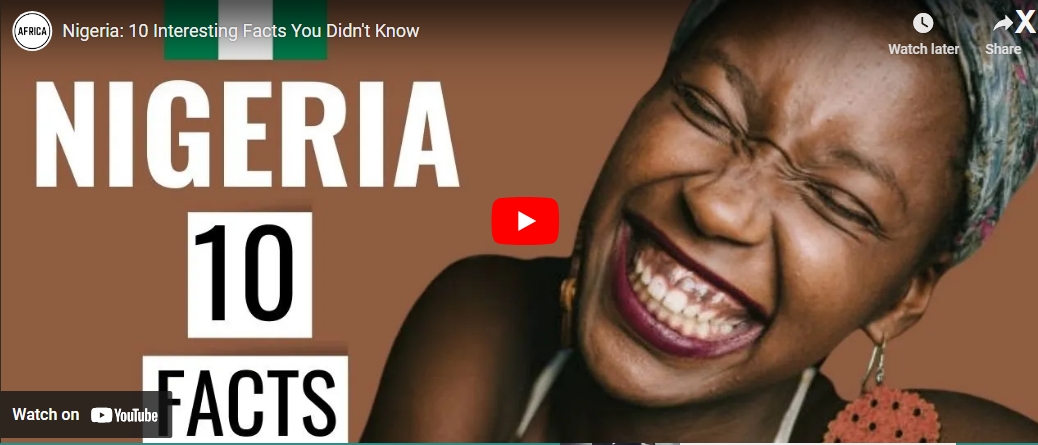 AFRICA
Nigeria: 10 Interesting Facts You Didn't Know
X
Watch later
Share
NIGERIA
10
FACTS
Watch on YouTube